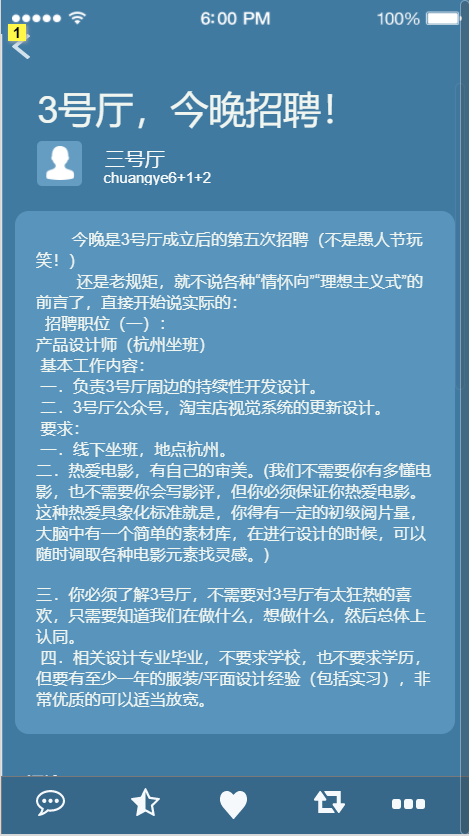 6:00 PM
100%
1
3号厅，今晚招聘！
三号厅
chuangye6+1+2
今晚是3号厅成立后的第五次招聘（不是愚人节玩
笑！）
还是老规矩，就不说各种“情怀向”“理想主义式”的
前言了，直接开始说实际的：
招聘职位（一）：
产品设计师（杭州坐班）
基本工作内容：
一．负责3号厅周边的持续性开发设计。
二．3号厅公众号，淘宝店视觉系统的更新设计。
要求：
一．线下坐班，地点杭州。
二．热爱电影，有自己的审美。(我们不需要你有多懂电
影，也不需要你会写影评，但你必须保证你热爱电影。
这种热爱具象化标准就是，你得有一定的初级阅片量，
大脑中有一个简单的素材库，在进行设计的时候，可以
随时调取各种电影元素找灵感。)
三．你必须了解3号厅，不需要对3号厅有太狂热的喜
欢，只需要知道我们在做什么，想做什么，然后总体上
认同。
四．相关设计专业毕业，不要求学校，也不要求学历，
但要有至少一年的服装/平面设计经验（包括实习），非
常优质的可以适当放宽。